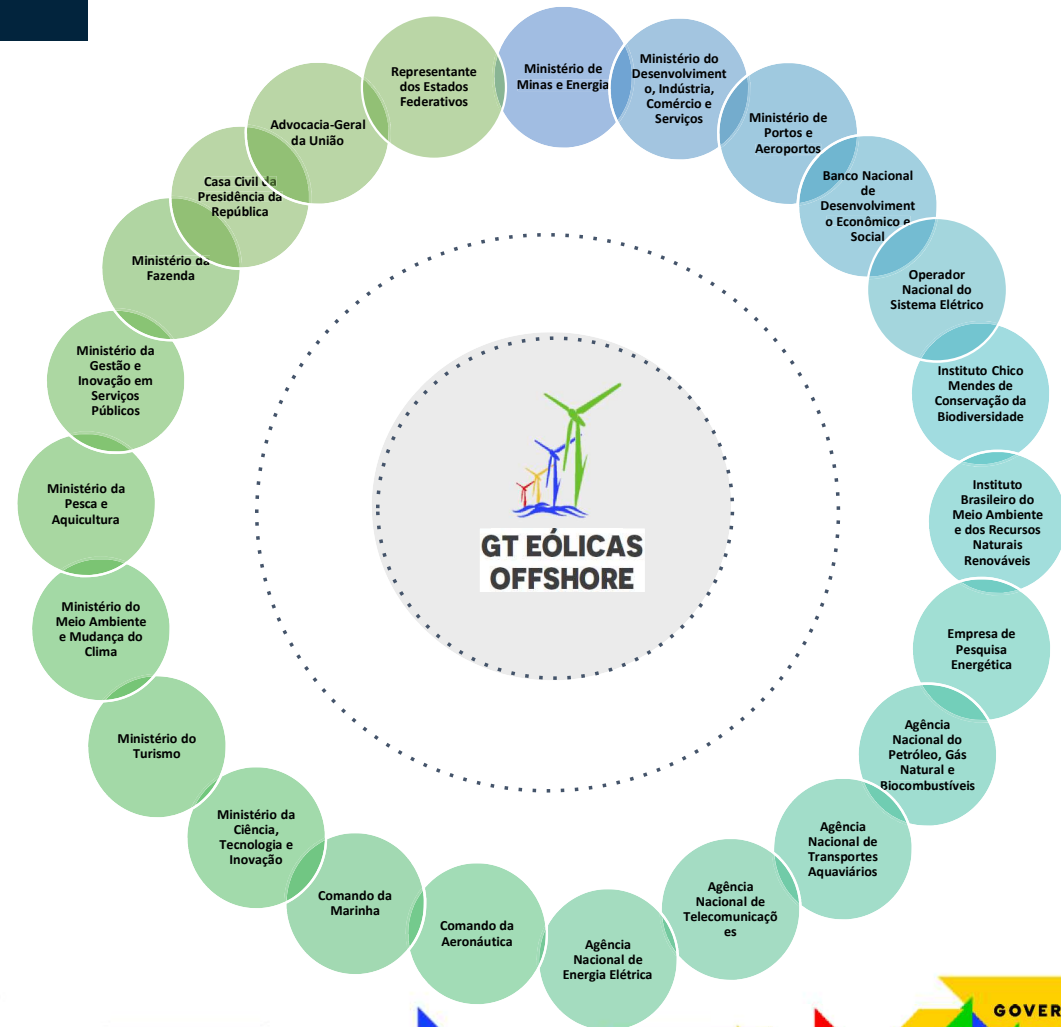 Ministério de
Minas e Energia
Ministério do
Desenvolviment
o, Indústria,
Comércio e
Serviços
Ministério de
Portos e
Aeroportos
Banco Nacional
de
Desenvolviment
o Econômico e
Social
Operador
Nacional do
Sistema Elétrico
Instituto Chico
Mendes de
Conservação da
Biodiversidade
Instituto
Brasileiro do
Meio Ambiente
e dos Recursos
Naturais
Renováveis
Empresa de
Pesquisa
Energética
Agência
Nacional do
Petróleo, Gás
Natural e
Biocombustíveis
Agência
Nacional de
Transportes
Aquaviários
Agência
Nacional de
Telecomunicaçõ
es
Agência
Nacional de
Energia Elétrica
Comando da
Aeronáutica
Comando da
Marinha
Ministério da
Ciência,
Tecnologia e
Inovação
Ministério do
Turismo
Ministério do
Meio Ambiente
e Mudança do
Clima
Ministério da
Pesca e
Aquicultura
Ministério da
Gestão e
Inovação em
Serviços
Públicos
Ministério da
Fazenda
Casa Civil da
Presidência da
República
Advocacia-Geral
da União
Representante
dos Estados
Federativos
GT EÓLICAS
OFFSHORE
GOVER